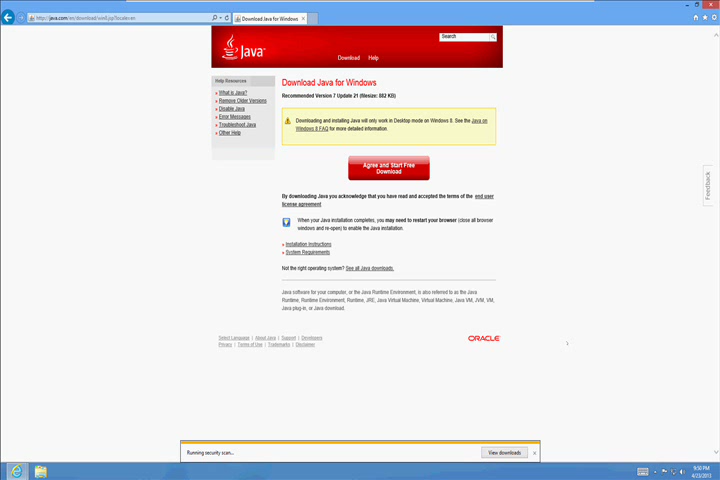 http://java.com/en/download/win8.jsp?locale=en
Download Java for Windows
Java
Search
Download
Help
Help Resources
What is Java?
Remove Older Versions
Disable Java
Error Messages
Troubleshoot Java
Other Help
Download Java for Windows
Recommended Version 7 Update 21 (filesize: 882 KB)
Downloading and installing Java will only work in Desktop mode on Windows 8. See the Java on
Windows 8 FAQ for more detailed information.
Agree and Start Free
Download
By downloading Java you acknowledge that you have read and accepted the terms of the end user
license agreement
When your Java installation completes, you may need to restart your browser (close all browser
windows and re-open) to enable the Java installation.
Installation Instructions
System Requirements
Not the right operating system? See all Java downloads.
Java software for your computer, or the Java Runtime Environment, is also referred to as the Java
Runtime, Runtime Environment, Runtime, JRE, Java Virtual Machine, Virtual Machine, Java VM, JVM, VM,
Java plug-in, or Java download.
Select Language | About Java | Support | Developers
Privacy | Terms of Use | Trademarks | Disclaimer
ORACLE
Feedback
Running security scan...
View downloads
9:50 PM
4/23/2013